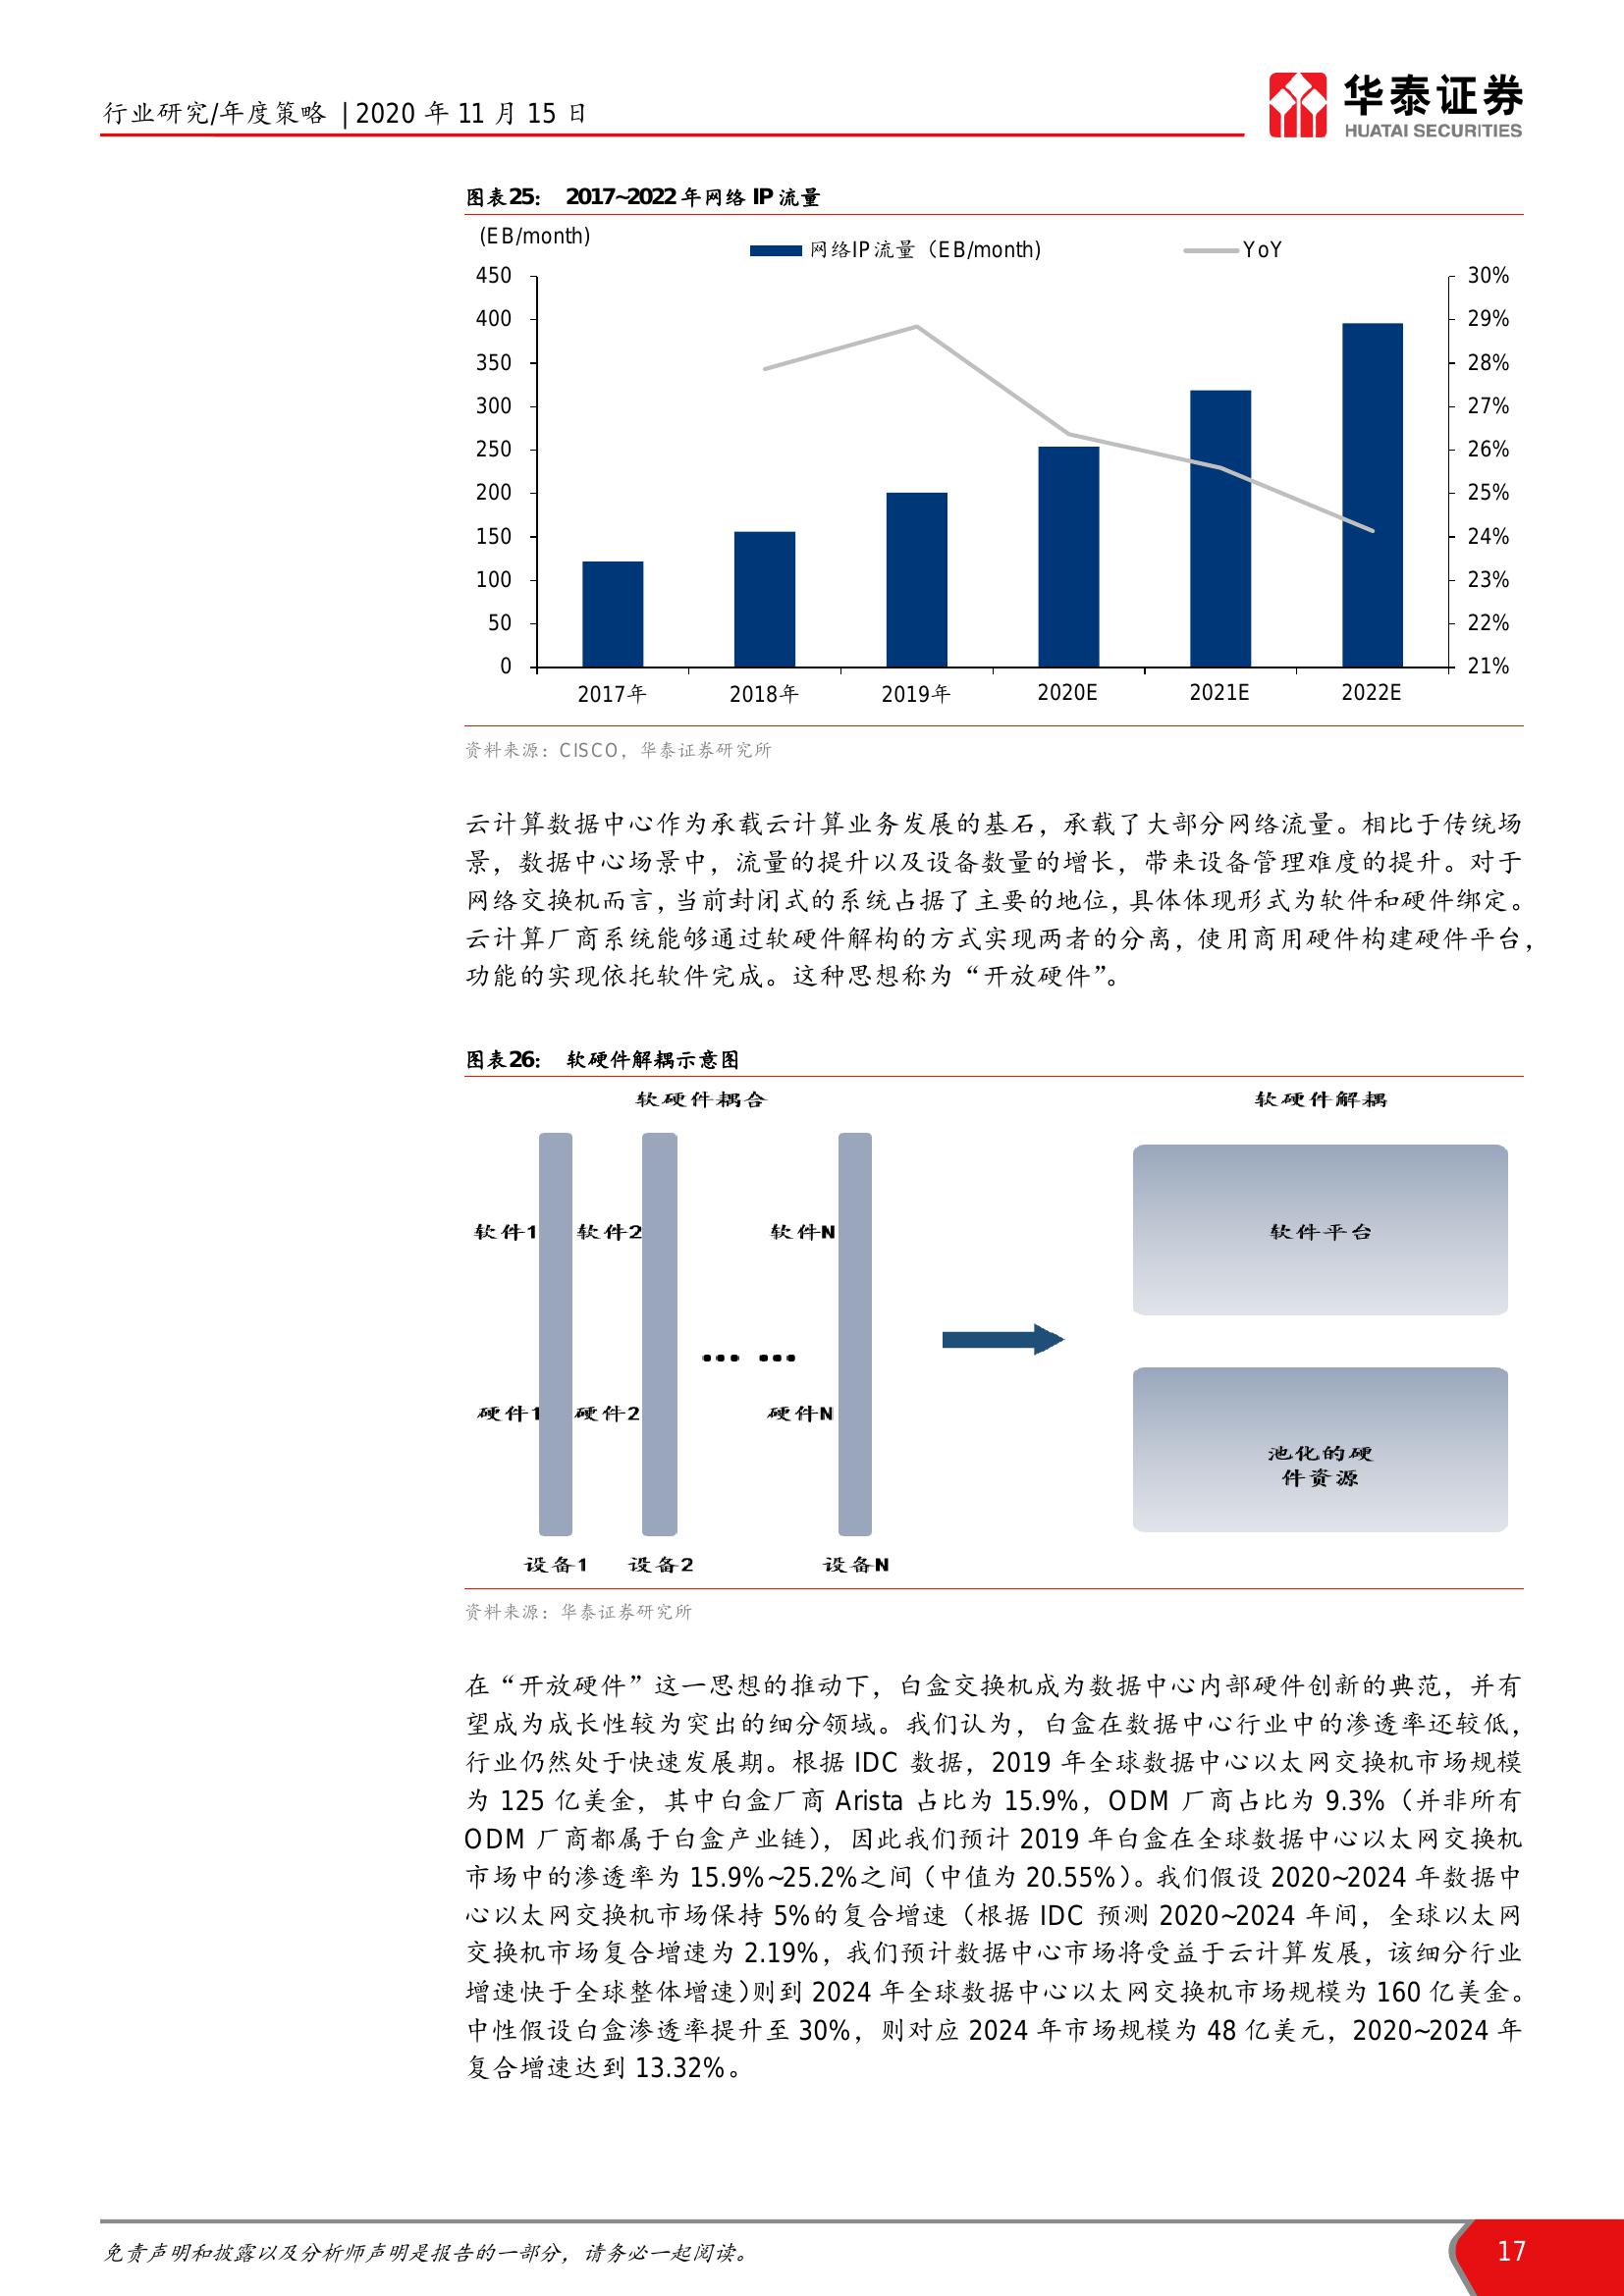 行业研究/年度策略 | 2020 年 11 月 15 日
华泰证券
HUATAI SECURITIES
图表25： 2017~2022 年网络 IP 流量
(EB/month)
网络IP流量（EB/month)
YoY
450
400
350
300
250
200
150
100
50
0
30%
29%
28%
27%
26%
25%
24%
23%
22%
21%
2017年 2018年 2019年 2020E 2021E 2022E
资料来源：CISCO，华泰证券研究所
云计算数据中心作为承载云计算业务发展的基石，承载了大部分网络流量。相比于传统场
景，数据中心场景中，流量的提升以及设备数量的增长，带来设备管理难度的提升。对于
网络交换机而言，当前封闭式的系统占据了主要的地位，具体体现形式为软件和硬件绑定。
云计算厂商系统能够通过软硬件解构的方式实现两者的分离，使用商用硬件构建硬件平台，
功能的实现依托软件完成。这种思想称为“开放硬件”。
图表26： 软硬件解耦示意图
软硬件耦合
软硬件解耦
软件1 软件2 软件N
软件平台
… …
硬件1 硬件2 硬件N
池化的硬
件资源
设备1 设备2 设备N
资料来源：华泰证券研究所
在“开放硬件”这一思想的推动下，白盒交换机成为数据中心内部硬件创新的典范，并有
望成为成长性较为突出的细分领域。我们认为，白盒在数据中心行业中的渗透率还较低，
行业仍然处于快速发展期。根据 IDC 数据，2019 年全球数据中心以太网交换机市场规模
为 125 亿美金，其中白盒厂商 Arista 占比为 15.9%，ODM 厂商占比为 9.3%（并非所有
ODM 厂商都属于白盒产业链），因此我们预计 2019 年白盒在全球数据中心以太网交换机
市场中的渗透率为 15.9%~25.2%之间（中值为 20.55%）。我们假设 2020~2024 年数据中
心以太网交换机市场保持 5%的复合增速（根据 IDC 预测 2020~2024 年间，全球以太网
交换机市场复合增速为 2.19%，我们预计数据中心市场将受益于云计算发展，该细分行业
增速快于全球整体增速）则到 2024 年全球数据中心以太网交换机市场规模为 160 亿美金。
中性假设白盒渗透率提升至 30%，则对应 2024 年市场规模为 48 亿美元，2020~2024 年
复合增速达到 13.32%。
免责声明和披露以及分析师声明是报告的一部分，请务必一起阅读。
17